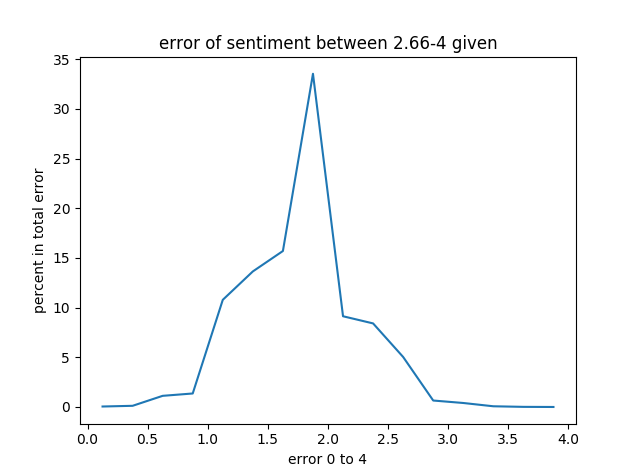 error of sentiment between 2.66-4 given
35
30
25
20
15
10
5
0
percent in total error
0.0 0.5 1.0 1.5 2.0 2.5 3.0 3.5 4.0
error 0 to 4